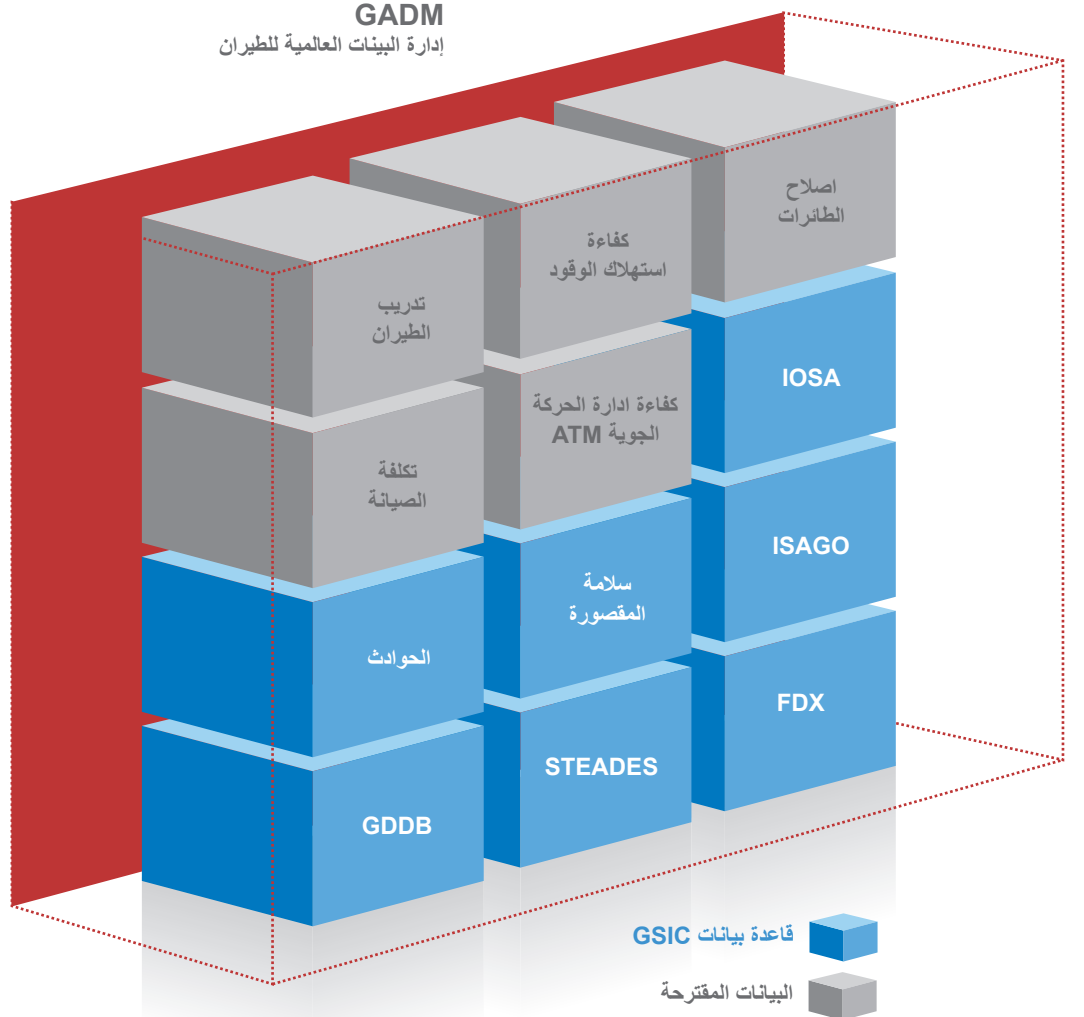 GADM
إدارة البينات العالمية للطيران
اصلاح
الطائرات
كفاءة
استهلاك الوقود
تدريب
الطيران
IOSA
كفاءة ادارة الحركة
الجوية ATM
تكلفة
الصيانة
ISAGO
سلامة
المقصورة
الحوادث
FDX
STEADES
GDDB
قاعدة بيانات GSIC
البيانات المقترحة